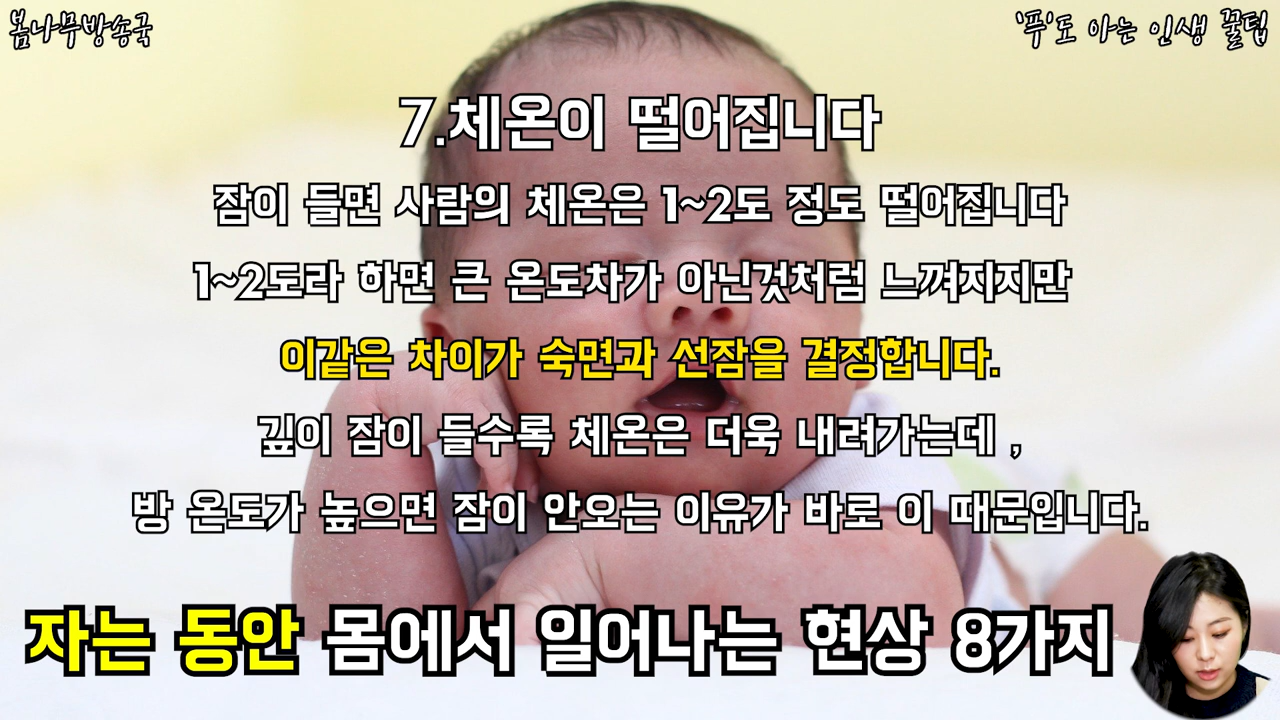 봄나무방송국
'푸'도 아는 인생 꿀팁
7.체온이 떨어집니다
잠이 들면 사람의 체온은 1~2도 정도 떨어집니다
1~2도라 하면 큰 온도차가 아닌것처럼 느껴지지만
이같은 차이가 숙면과 선잠을 결정합니다.
깊이 잠이 들수록 체온은 더욱 내려가는데 ,
방 온도가 높으면 잠이 안오는 이유가 바로 이 때문입니다.
자는 동안 몸에서 일어나는 현상 8가지